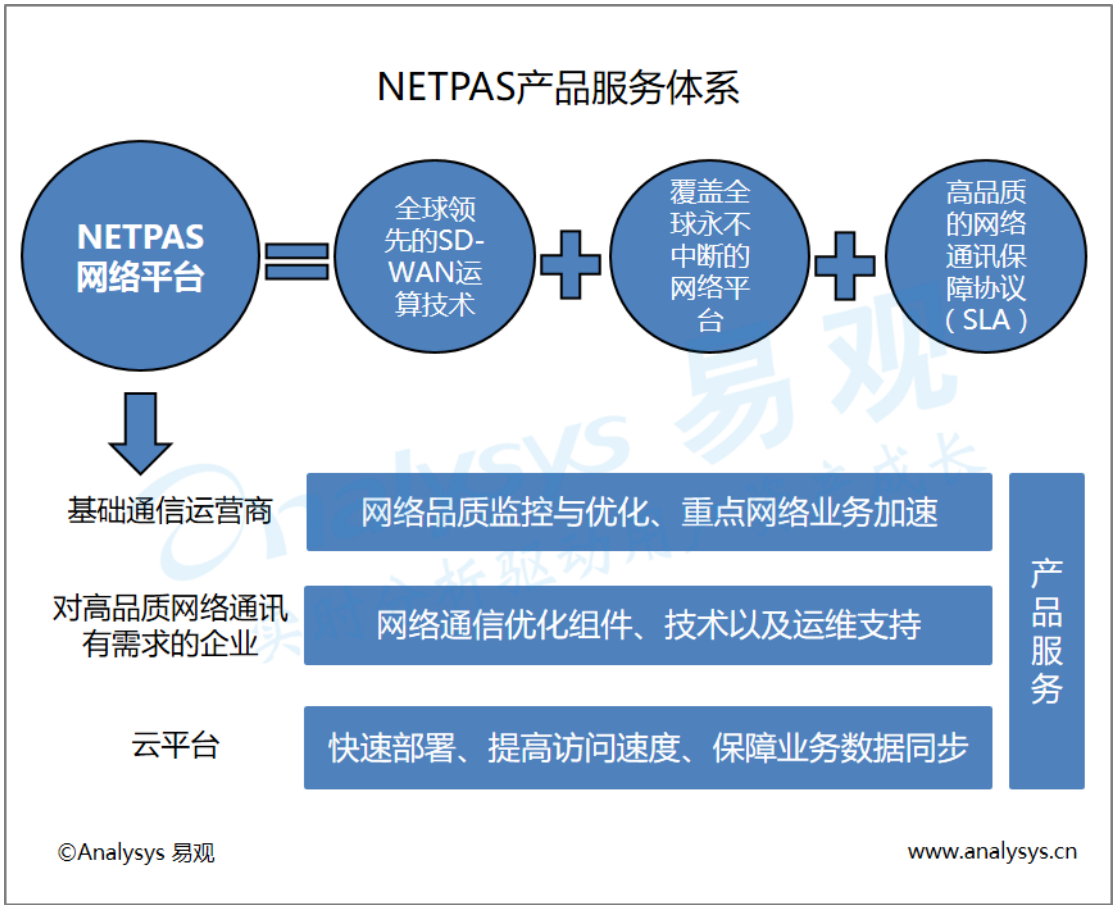 NETPAS产品服务体系
NETPAS
网络平台
全球领
先的SD-
WAN运
算技术
覆盖全
球永不
中断的
网络平
台
高品质
的网络
通讯保
障协议
（SLA）
基础通信运营商
网络品质监控与优化、重点网络业务加速
对高品质网络通讯
有需求的企业
网络通信优化组件、技术以及运维支持
云平台
快速部署、提高访问速度、保障业务数据同步
产
品
服
务
analysys 易观
©Analysys 易观
www.analysys.cn